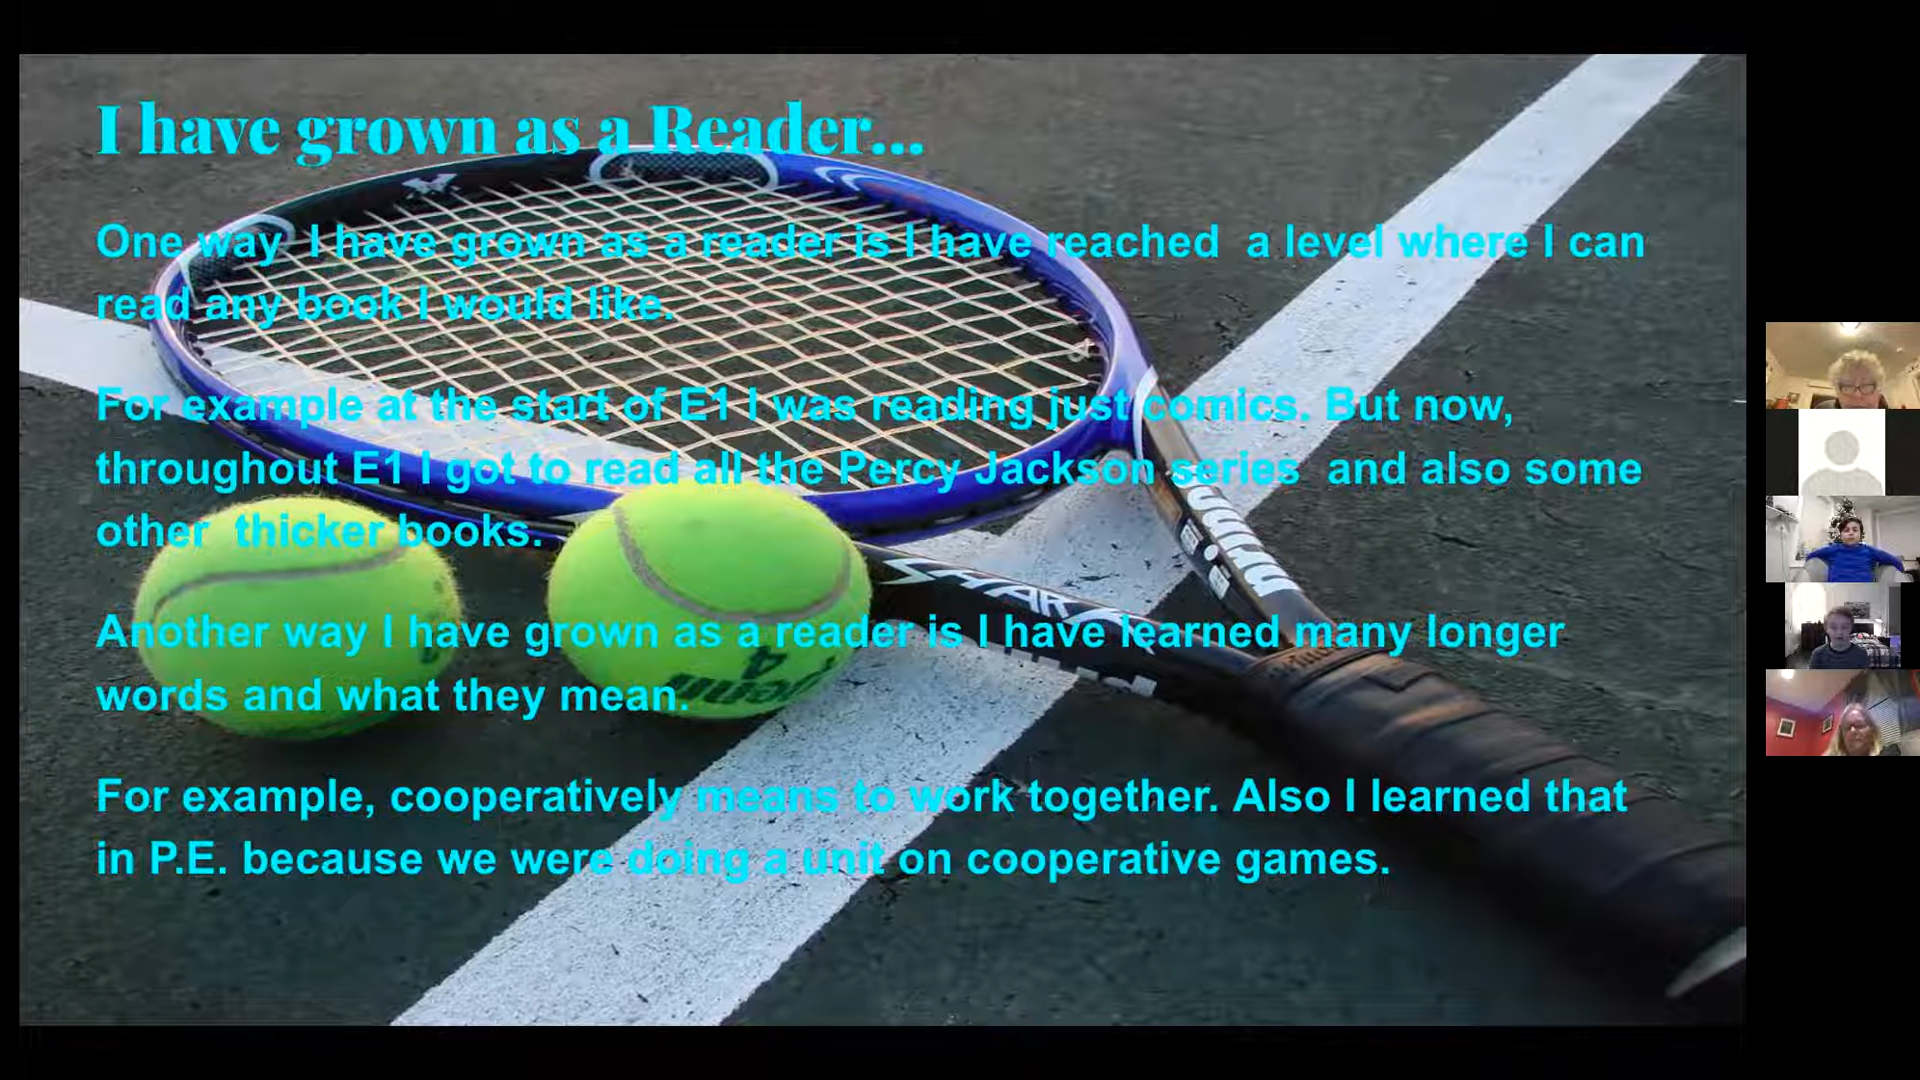 I have grown as a Reader...
One way I have grown as a reader is I have reached a level where I can
read any book I would like.
For example at the start of E1 I was reading just comics. But now,
throughout E1 I got to read all the Percy Jackson series and also some
other thicker books.
Another way I have grown as a reader is I have learned many longer
words and what they mean.
For example, cooperatively means to work together. Also I learned that
in P.E. because we were doing a unit on cooperative games.
4